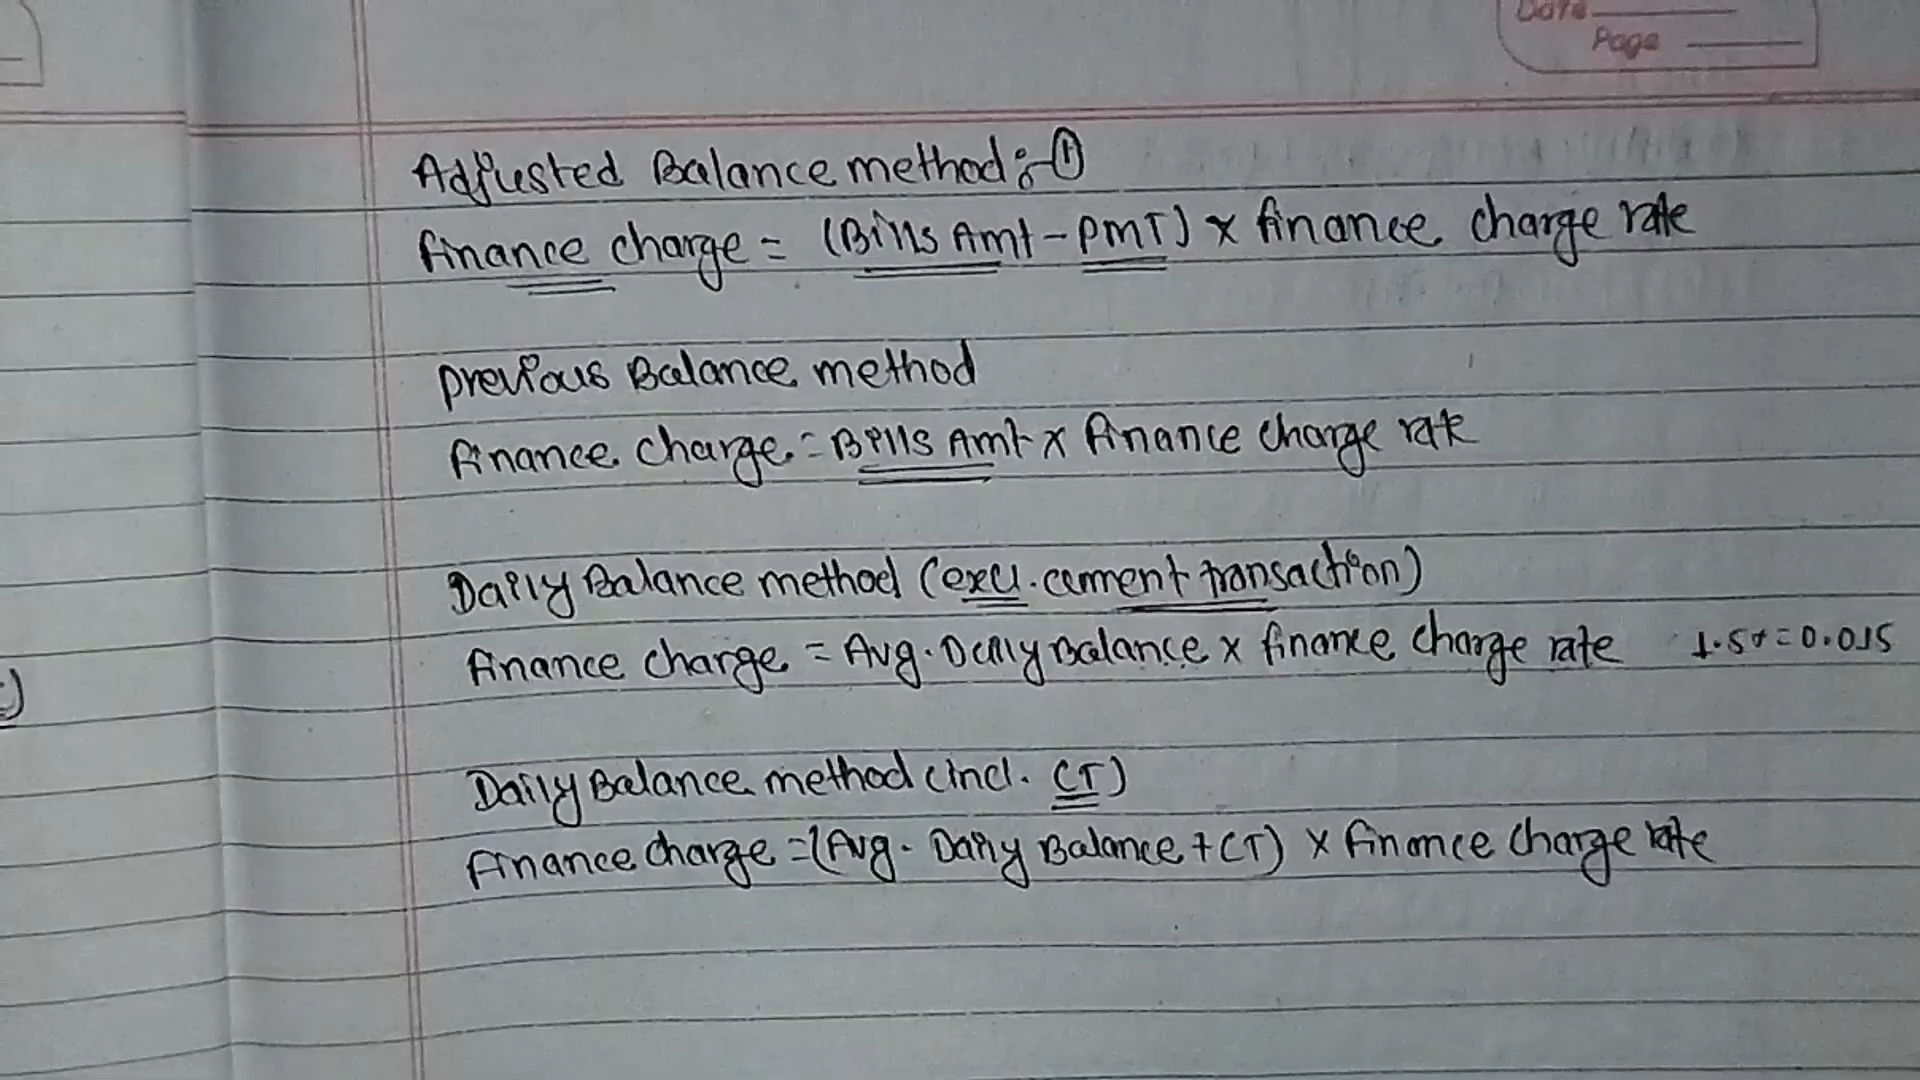 Date
Page
Adjusted Balance method:-①
finance charge = (Bills Amt - PMT) x finance charge rate
previous Balance method
finance charge = Bills Amt x finance charge rate
Daily Balance method (excl. current transaction)
finance charge = Avg. Daily Balance x finance charge rate 1.5% = 0.015
Daily Balance method (incl. CT)
finance charge = (Avg. Daily Balance + CT) x finance charge rate